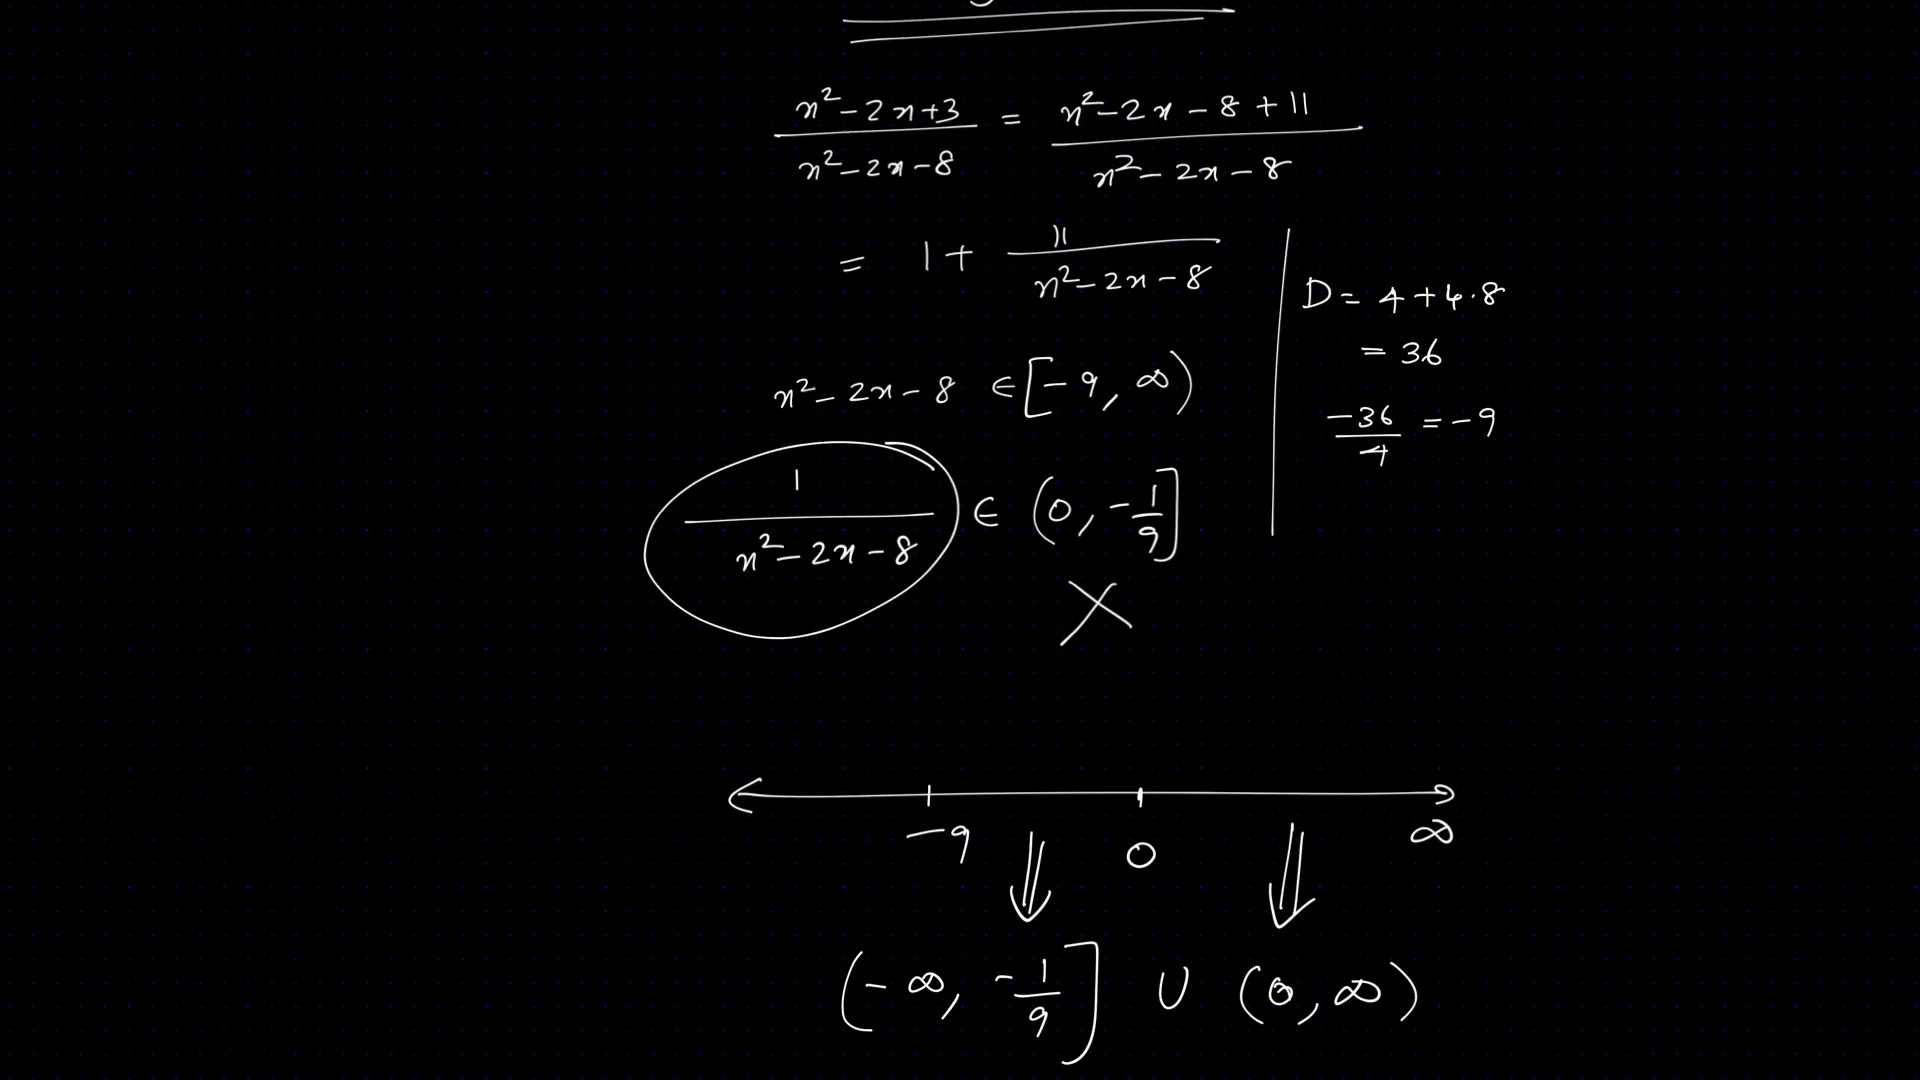 x²-2x+3 / x²-2x-8 = x²-2x-8+11 / x²-2x-8
= 1+ 11 / x²-2x-8
D = 4+4.8
= 36
-36/4 = -9
x²-2x-8 ∈ [-9, ∞)
1 / x²-2x-8 ∈ (0, -1/9]
X
-9 0 ∞
(-∞, -1/9] ∪ (0, ∞)